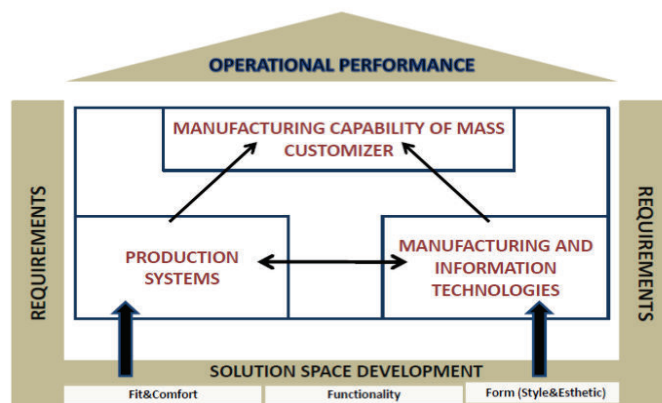 OPERATIONAL PERFORMANCE
REQUIREMENTS
MANUFACTURING CAPABILITY OF MASS
CUSTOMIZER
REQUIREMENTS
PRODUCTION
SYSTEMS
MANUFACTURING AND
INFORMATION
TECHNOLOGIES
SOLUTION SPACE DEVELOPMENT
Fit&Comfort
Functionality
Form (Style&Esthetic)